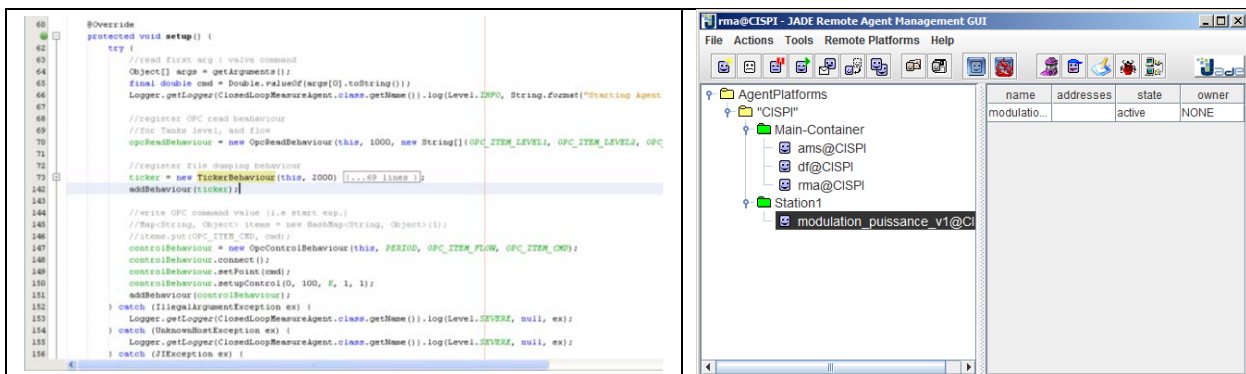 60 @Override
protected void setup() {
62 try {
63 //read first arg : valve command
64 Object[] args = getArguments();
65 final double cmd = Double.valueOf(args[0].toString());
66 Logger.getLogger(ClosedLoopMeasureAgent.class.getName()).log(Level.INFO, String.format("Starting Agent
67
68 //register OPC read beahaviour
69 //for Tanks level, and flow
70 opcReadBehaviour = new OpcReadBehaviour(this, 1000, new String[]{OPC_ITEM_LEVEL1, OPC_ITEM_LEVEL2, OPC_
71
72 //register file dumping behaviour
73 ticker = new TickerBehaviour(this, 2000) {...69 lines };
142 addBehaviour(ticker);
143
144 //write OPC command value (i.e start exp.)
145 //Map<String, Object> items = new HashMap<String, Object>(1);
146 //items.put(OPC_ITEM_CMD, cmd);
147 controlBehaviour = new OpcControlBehaviour(this, PERIOD, OPC_ITEM_FLOW, OPC_ITEM_CMD);
148 controlBehaviour.connect();
149 controlBehaviour.setPoint(cmd);
150 controlBehaviour.setupControl(0, 100, K, 1, 1);
151 addBehaviour(controlBehaviour);
152 } catch (IllegalArgumentException ex) {
153 Logger.getLogger(ClosedLoopMeasureAgent.class.getName()).log(Level.SEVERE, null, ex);
154 } catch (UnknownHostException ex) {
155 Logger.getLogger(ClosedLoopMeasureAgent.class.getName()).log(Level.SEVERE, null, ex);
156 } catch (JIException ex) {
rma@CISPI - JADE Remote Agent Management GUI
File Actions Tools Remote Platforms Help
Jade
AgentPlatforms
"CISPI"
Main-Container
ams@CISPI
df@CISPI
rma@CISPI
Station1
modulation_puissance_v1@CI
name addresses state owner
modulatio... active NONE